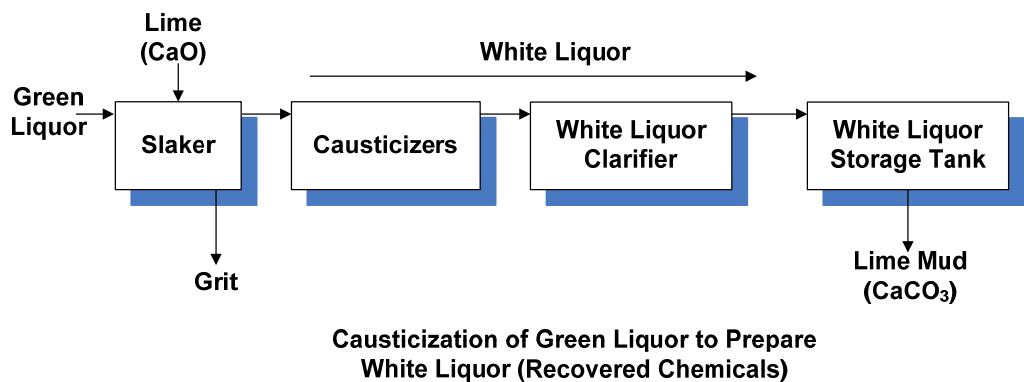 Lime
(CaO)
White Liquor
Green
Liquor
Slaker
Causticizers
White Liquor
Clarifier
White Liquor
Storage Tank
Grit
Lime Mud
(CaCO₃)
Causticization of Green Liquor to Prepare
White Liquor (Recovered Chemicals)